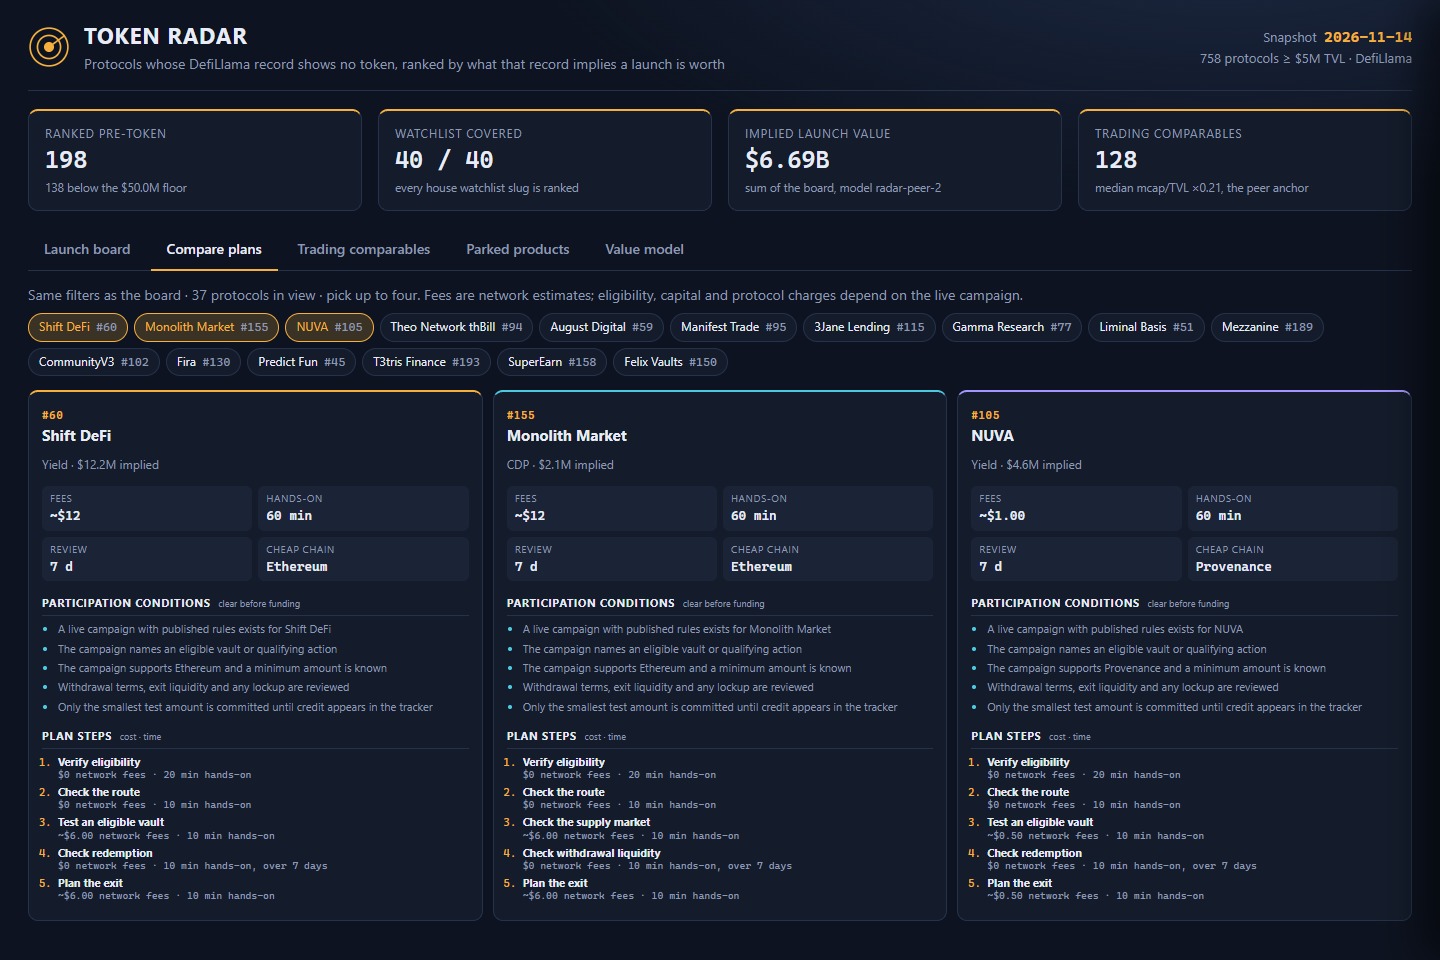 TOKEN RADAR
Protocols whose DefiLlama record shows no token, ranked by what that record implies a launch is worth
Snapshot 2026-11-14
758 protocols ≥ $5M TVL · DefiLlama
RANKED PRE-TOKEN
198
138 below the $50.0M floor
WATCHLIST COVERED
40 / 40
every house watchlist slug is ranked
IMPLIED LAUNCH VALUE
$6.69B
sum of the board, model radar-peer-2
TRADING COMPARABLES
128
median mcap/TVL ×0.21, the peer anchor
Launch board Compare plans Trading comparables Parked products Value model
Same filters as the board · 37 protocols in view · pick up to four. Fees are network estimates; eligibility, capital and protocol charges depend on the live campaign.
Shift DeFi #60 Monolith Market #155 NUVA #105 Theo Network thBill #94 August Digital #59 Manifest Trade #95 3Jane Lending #115 Gamma Research #77 Liminal Basis #51 Mezzanine #189
CommunityV3 #102 Fira #130 Predict Fun #45 T3tris Finance #193 SuperEarn #158 Felix Vaults #150
#60
Shift DeFi
Yield · $12.2M implied
FEES
~$12
HANDS-ON
60 min
REVIEW
7 d
CHEAP CHAIN
Ethereum
PARTICIPATION CONDITIONS clear before funding
A live campaign with published rules exists for Shift DeFi
The campaign names an eligible vault or qualifying action
The campaign supports Ethereum and a minimum amount is known
Withdrawal terms, exit liquidity and any lockup are reviewed
Only the smallest test amount is committed until credit appears in the tracker
PLAN STEPS cost · time
1. Verify eligibility
$0 network fees · 20 min hands-on
2. Check the route
$0 network fees · 10 min hands-on
3. Test an eligible vault
~$6.00 network fees · 10 min hands-on
4. Check redemption
$0 network fees · 10 min hands-on, over 7 days
5. Plan the exit
~$6.00 network fees · 10 min hands-on
#155
Monolith Market
CDP · $2.1M implied
FEES
~$12
HANDS-ON
60 min
REVIEW
7 d
CHEAP CHAIN
Ethereum
PARTICIPATION CONDITIONS clear before funding
A live campaign with published rules exists for Monolith Market
The campaign names an eligible vault or qualifying action
The campaign supports Ethereum and a minimum amount is known
Withdrawal terms, exit liquidity and any lockup are reviewed
Only the smallest test amount is committed until credit appears in the tracker
PLAN STEPS cost · time
1. Verify eligibility
$0 network fees · 20 min hands-on
2. Check the route
$0 network fees · 10 min hands-on
3. Check the supply market
~$6.00 network fees · 10 min hands-on
4. Check withdrawal liquidity
$0 network fees · 10 min hands-on, over 7 days
5. Plan the exit
~$6.00 network fees · 10 min hands-on
#105
NUVA
Yield · $4.6M implied
FEES
~$1.00
HANDS-ON
60 min
REVIEW
7 d
CHEAP CHAIN
Provenance
PARTICIPATION CONDITIONS clear before funding
A live campaign with published rules exists for NUVA
The campaign names an eligible vault or qualifying action
The campaign supports Provenance and a minimum amount is known
Withdrawal terms, exit liquidity and any lockup are reviewed
Only the smallest test amount is committed until credit appears in the tracker
PLAN STEPS cost · time
1. Verify eligibility
$0 network fees · 20 min hands-on
2. Check the route
$0 network fees · 10 min hands-on
3. Test an eligible vault
~$0.50 network fees · 10 min hands-on
4. Check redemption
$0 network fees · 10 min hands-on, over 7 days
5. Plan the exit
~$0.50 network fees · 10 min hands-on